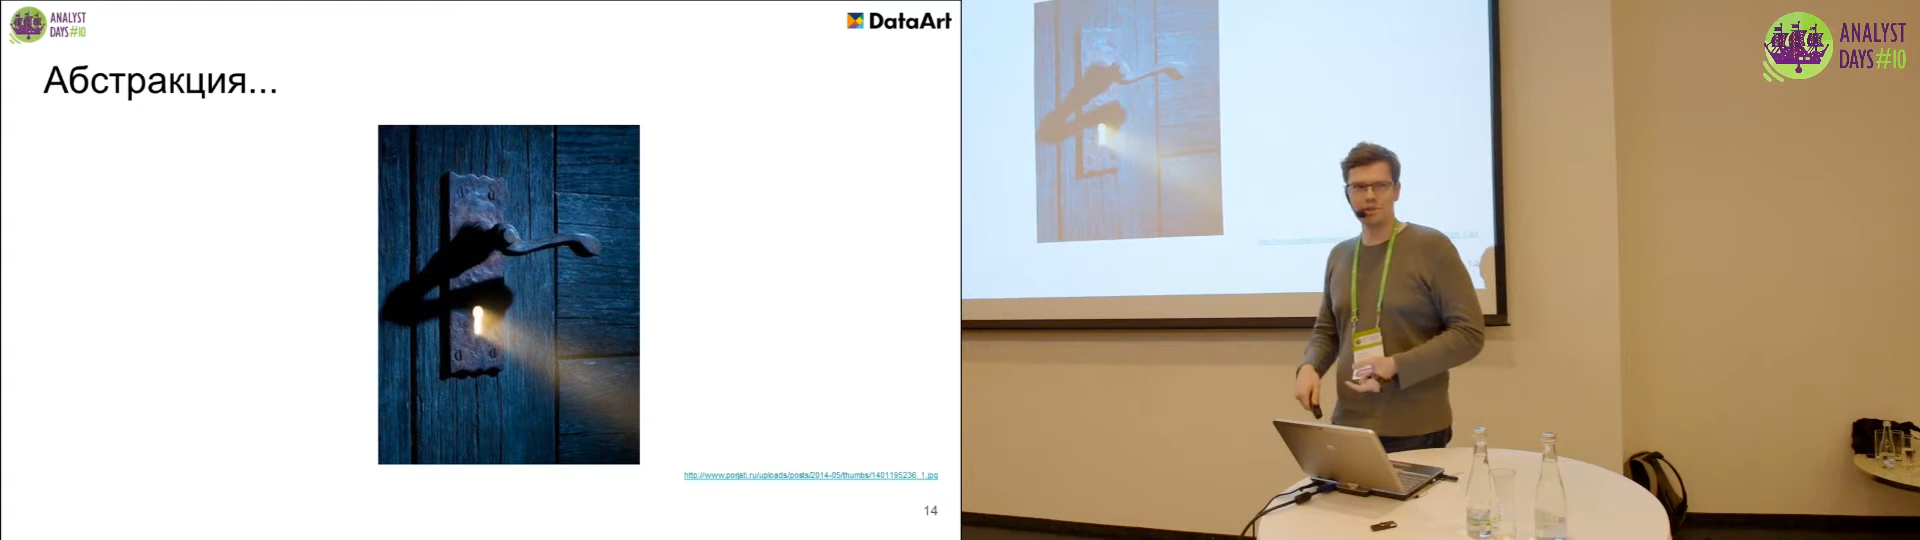 ANALYST
DAYS#10
DataArt
Абстракция...
http://www.porjati.ru/uploads/posts/2014-05/thumbs/1401195236_1.jpg
14
ANALYST
DAYS#10